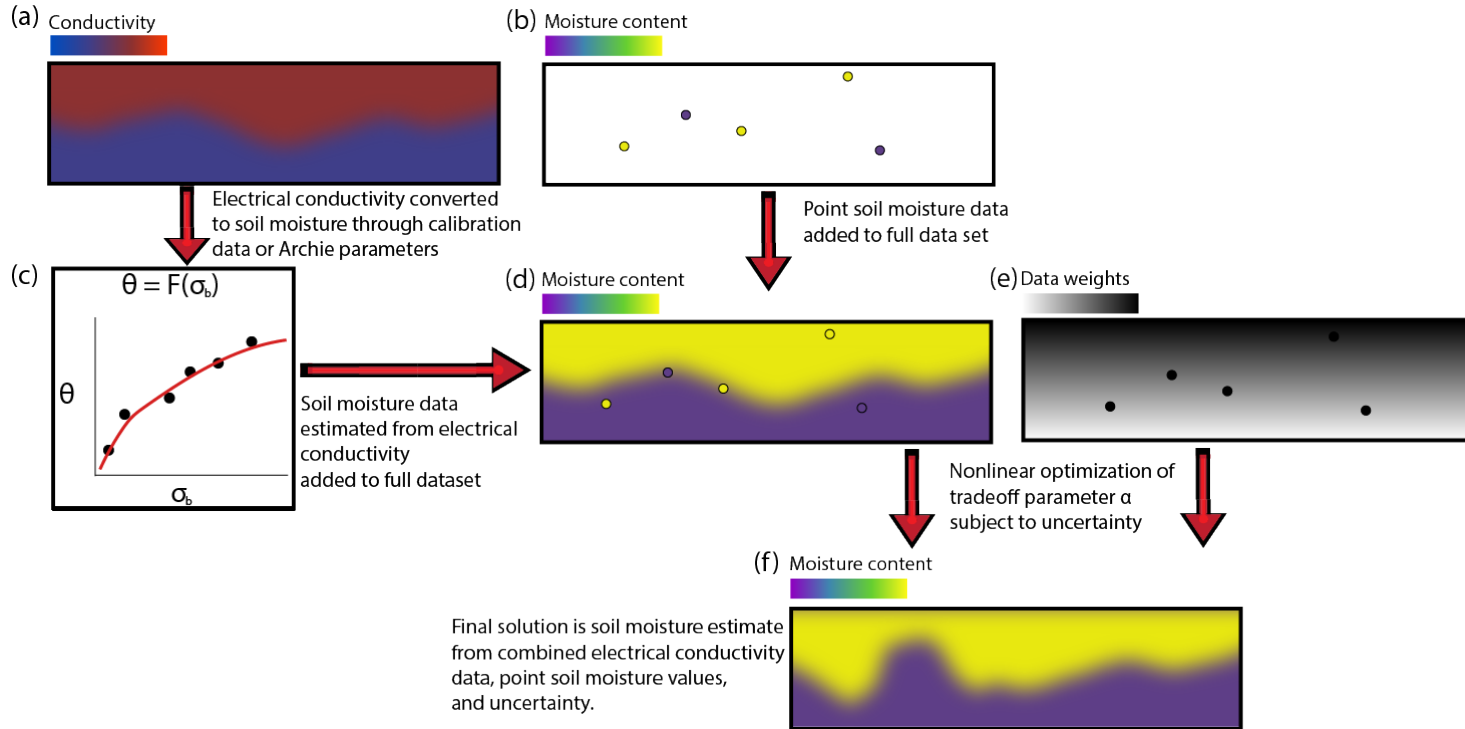 (a)
Conductivity
(b)
Moisture content
Electrical conductivity converted
to soil moisture through calibration
data or Archie parameters
Point soil moisture data
added to full data set
(c)
θ = F(σb)
θ
σb
Soil moisture data
estimated from electrical
conductivity
added to full dataset
(d)
Moisture content
(e)
Data weights
Nonlinear optimization of
tradeoff parameter α
subject to uncertainty
(f)
Moisture content
Final solution is soil moisture estimate
from combined electrical conductivity
data, point soil moisture values,
and uncertainty.